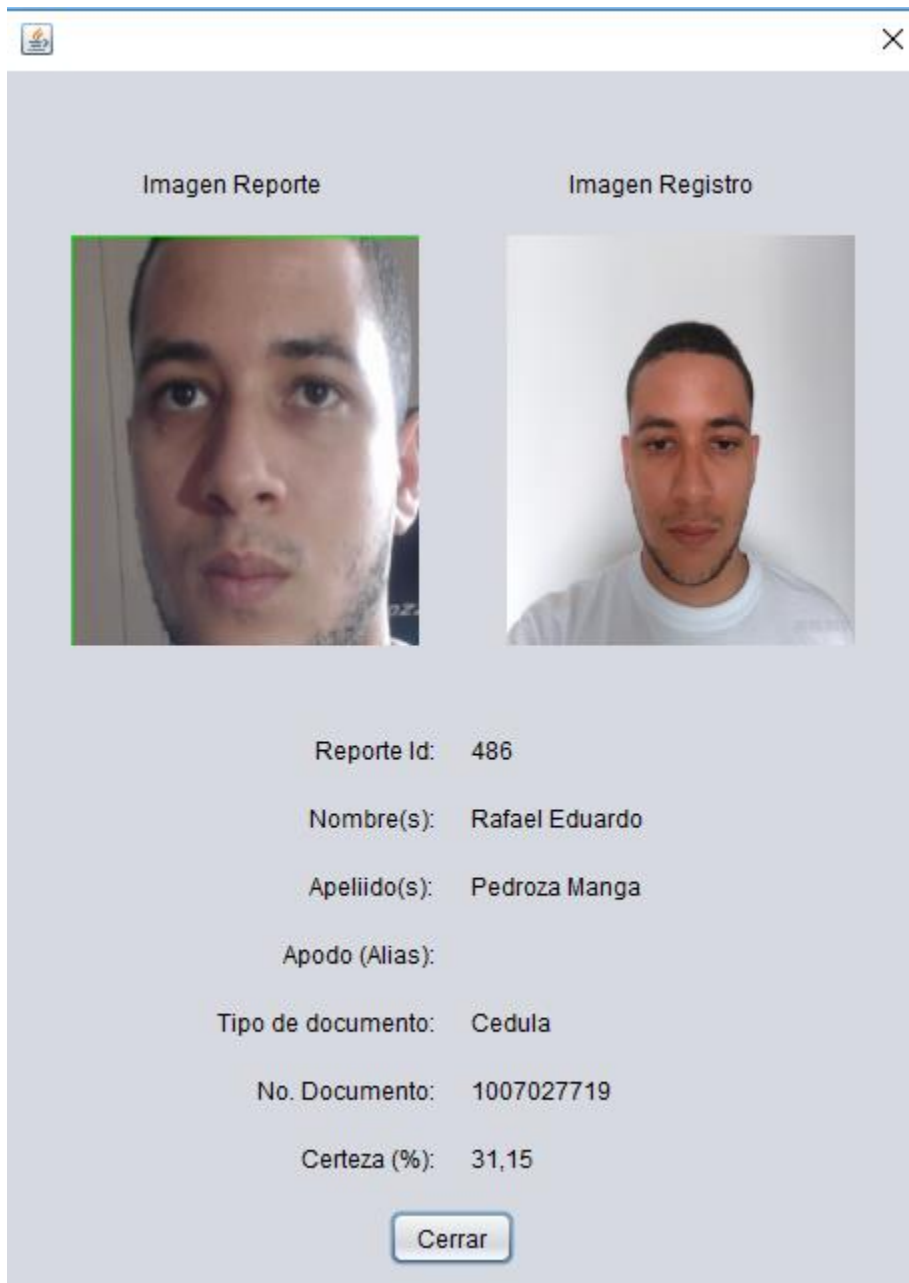 Imagen Reporte Imagen Registro
Reporte Id: 486
Nombre(s): Rafael Eduardo
Apeliido(s): Pedroza Manga
Apodo (Alias):
Tipo de documento: Cedula
No. Documento: 1007027719
Certeza (%): 31,15
Cerrar